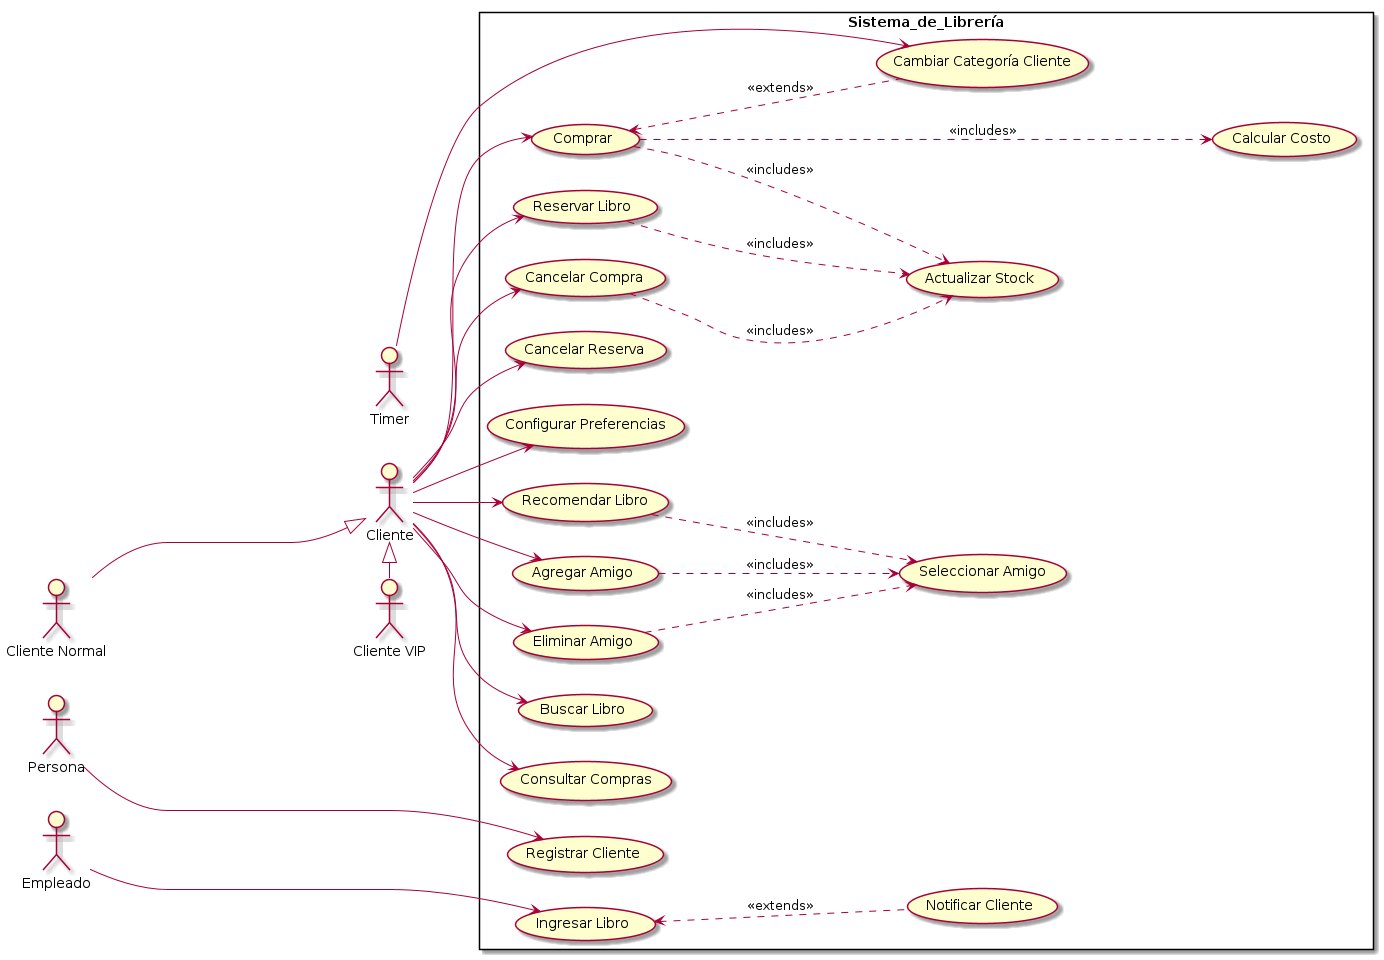 Sistema_de_Librería
Cambiar Categoría Cliente
«extends»
Comprar
«includes»
Calcular Costo
«includes»
Reservar Libro
«includes»
Cancelar Compra
Actualizar Stock
«includes»
Cancelar Reserva
Timer
Configurar Preferencias
Recomendar Libro
«includes»
Cliente
Agregar Amigo
«includes»
Seleccionar Amigo
«includes»
Eliminar Amigo
Cliente Normal
Cliente VIP
Buscar Libro
Persona
Consultar Compras
Registrar Cliente
Empleado
«extends»
Notificar Cliente
Ingresar Libro